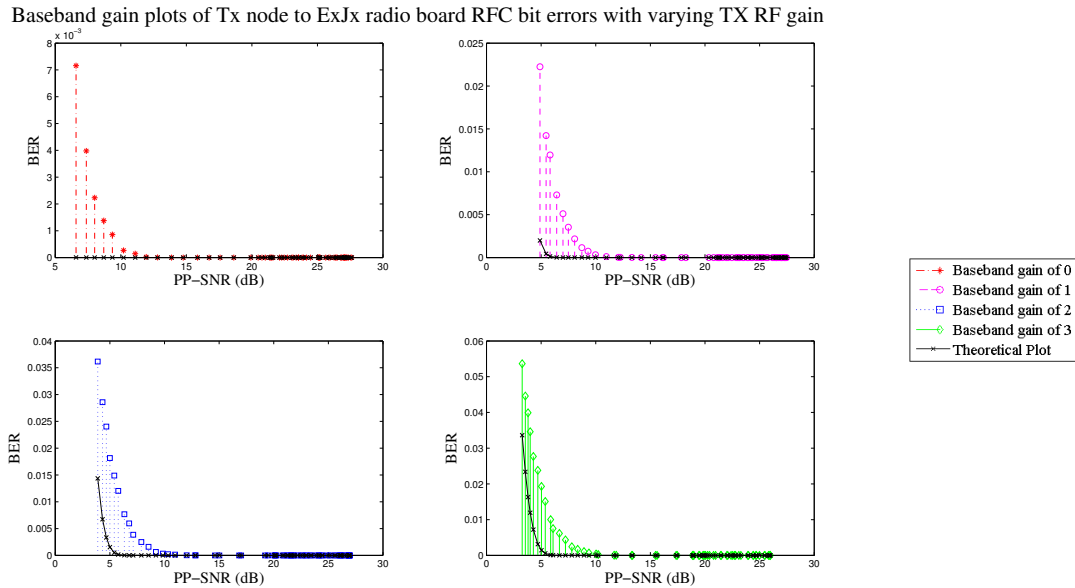 Baseband gain plots of Tx node to ExJx radio board RFC bit errors with varying TX RF gain
x 10⁻³
8
7
6
5
4
3
2
1
0
BER
5 10 15 20 25 30
PP−SNR (dB)
0.025
0.02
0.015
0.01
0.005
0
BER
0 5 10 15 20 25 30
PP−SNR (dB)
0.04
0.035
0.03
0.025
0.02
0.015
0.01
0.005
0
BER
0 5 10 15 20 25 30
PP−SNR (dB)
0.06
0.05
0.04
0.03
0.02
0.01
0
BER
0 5 10 15 20 25 30
PP−SNR (dB)
Baseband gain of 0
Baseband gain of 1
Baseband gain of 2
Baseband gain of 3
Theoretical Plot